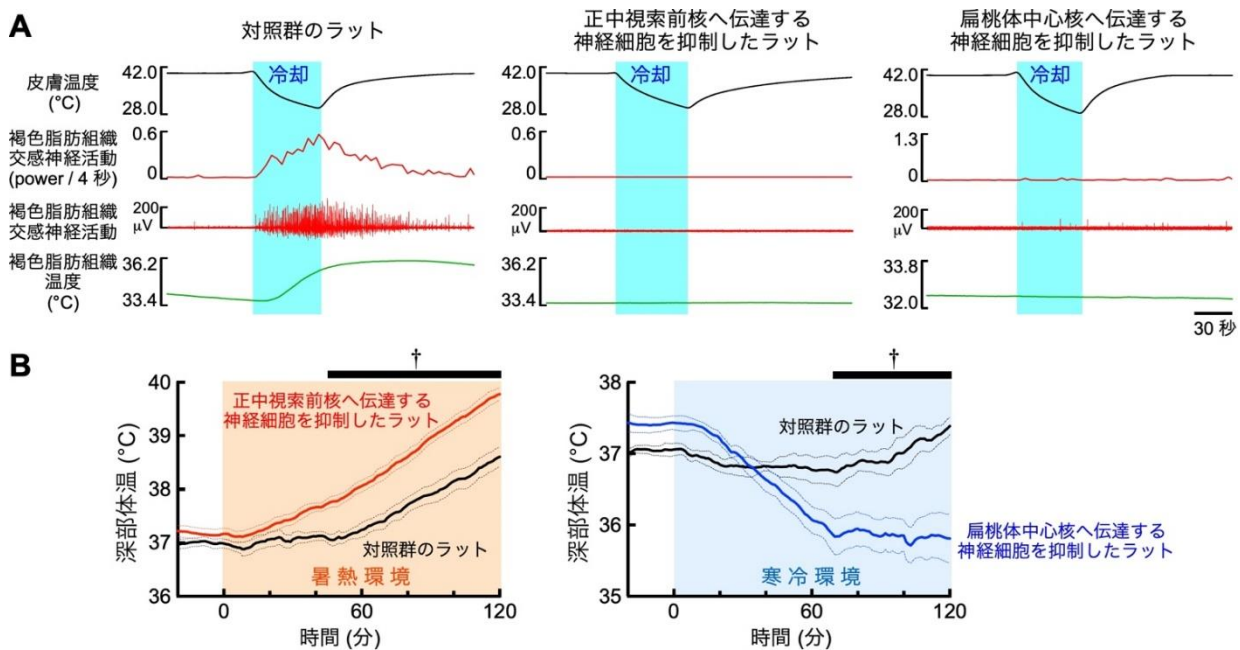 A
対照群のラット
正中視索前核へ伝達する
神経細胞を抑制したラット
扁桃体中心核へ伝達する
神経細胞を抑制したラット
皮膚温度
(°C)
42.0
28.0
冷却
42.0
28.0
冷却
42.0
28.0
冷却
褐色脂肪組織
交感神経活動
(power / 4 秒)
0.6
0
0.6
0
1.3
0
褐色脂肪組織
交感神経活動
200
μV
200
μV
200
μV
褐色脂肪組織
温度
(°C)
36.2
33.4
36.2
33.4
33.8
32.0
30 秒
B
†
深部体温 (°C)
40
39
38
37
36
正中視索前核へ伝達する
神経細胞を抑制したラット
対照群のラット
暑熱環境
0
60
120
時間 (分)
†
深部体温 (°C)
38
37
36
35
対照群のラット
扁桃体中心核へ伝達する
神経細胞を抑制したラット
寒冷環境
0
60
120
時間 (分)